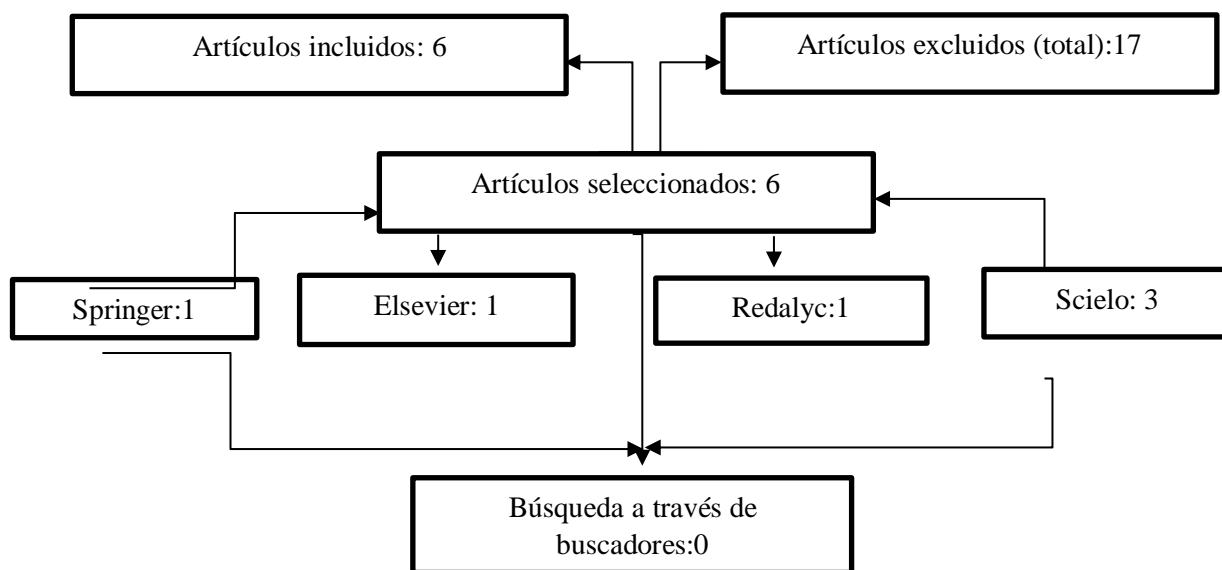 Artículos incluidos: 6
Artículos excluidos (total):17
Artículos seleccionados: 6
Springer:1
Elsevier: 1
Redalyc:1
Scielo: 3
Búsqueda a través de
buscadores:0